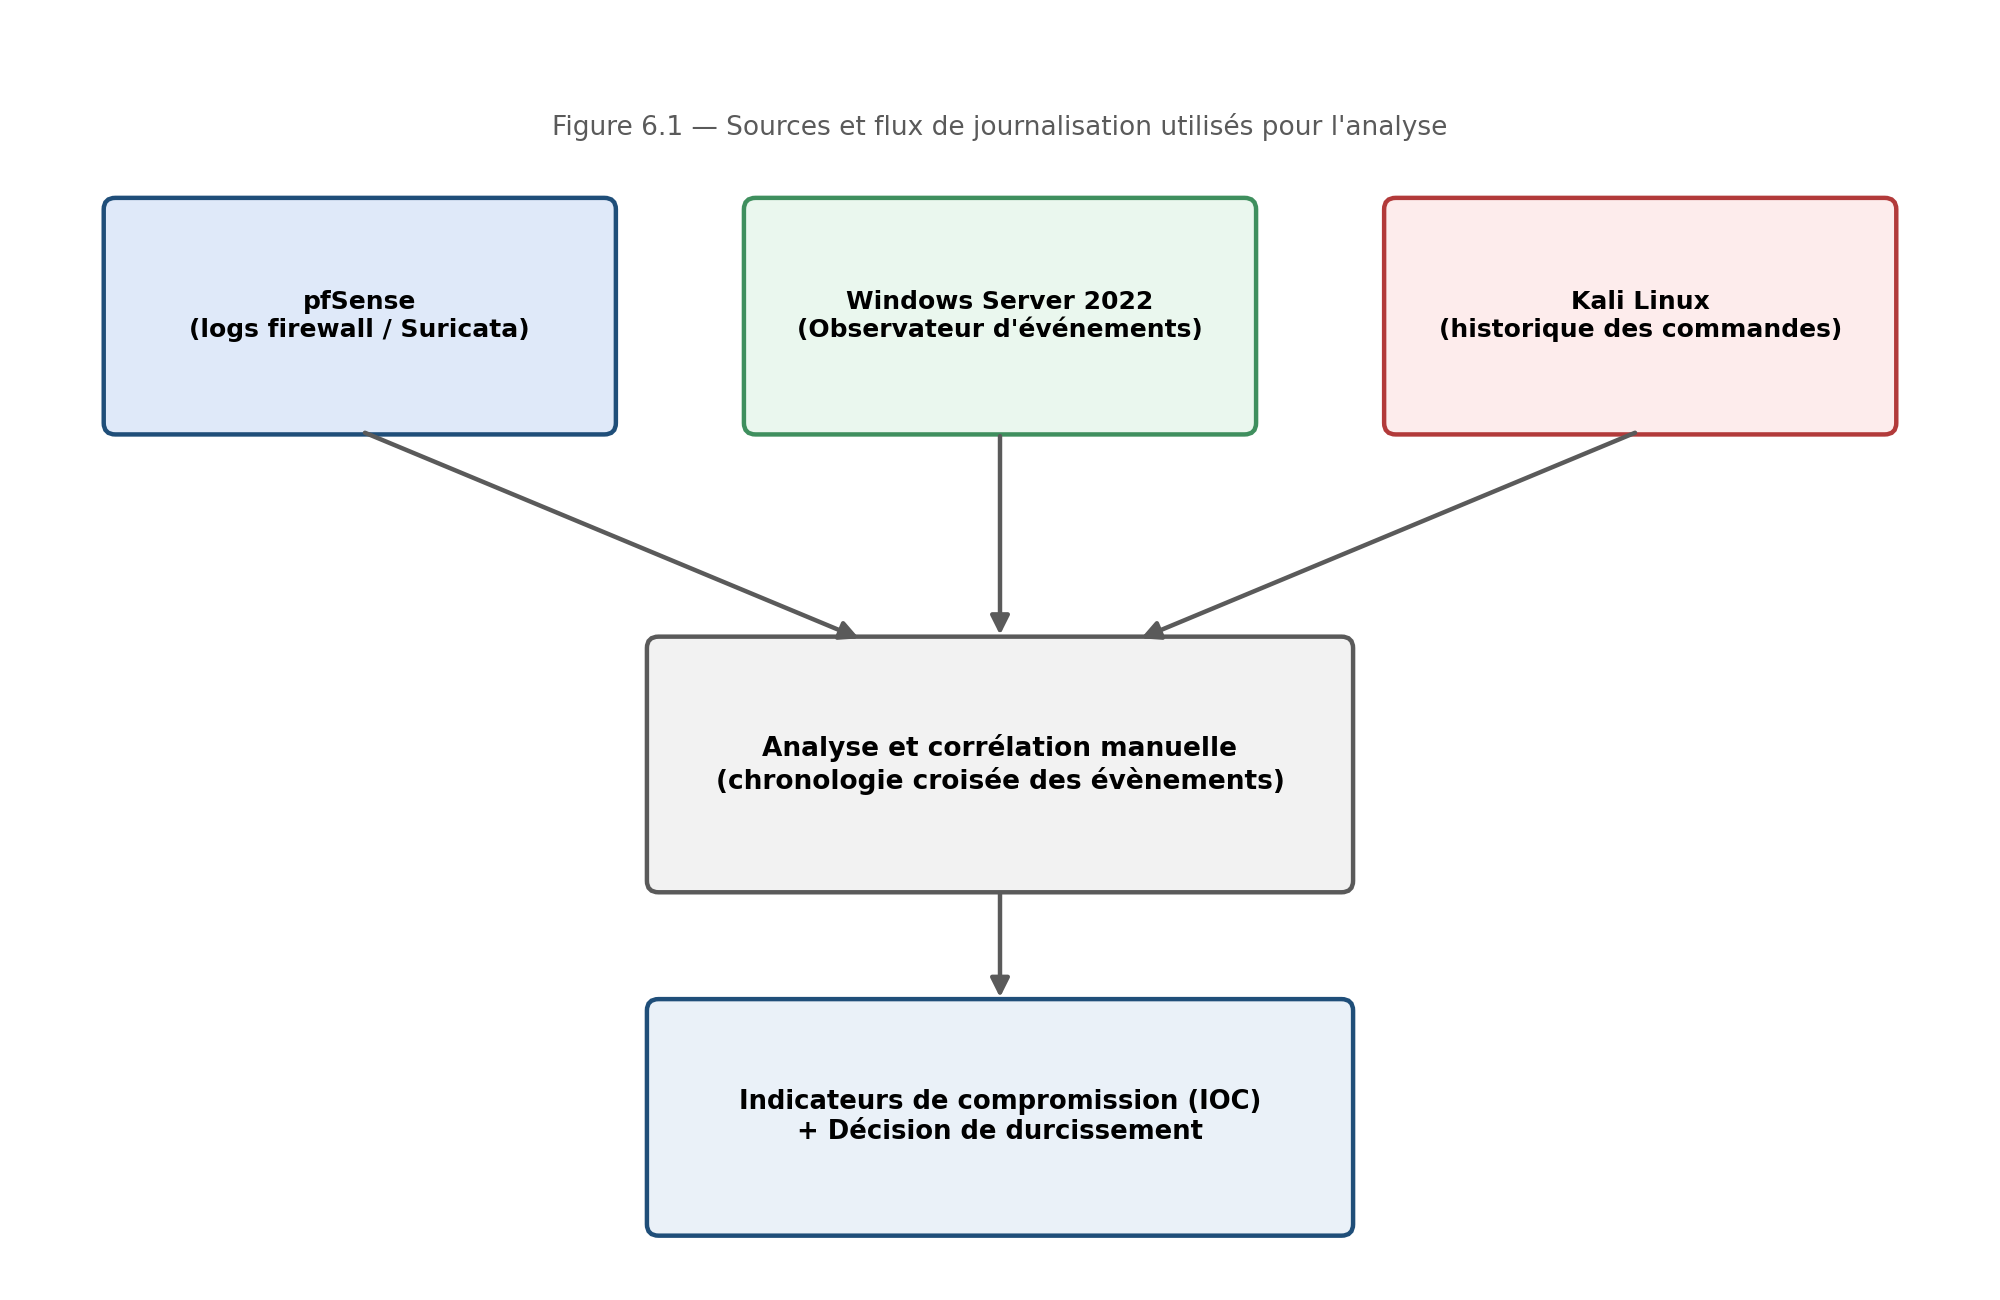 Figure 6.1 — Sources et flux de journalisation utilisés pour l'analyse
pfSense
(logs firewall / Suricata)
Windows Server 2022
(Observateur d'événements)
Kali Linux
(historique des commandes)
Analyse et corrélation manuelle
(chronologie croisée des évènements)
Indicateurs de compromission (IOC)
+ Décision de durcissement